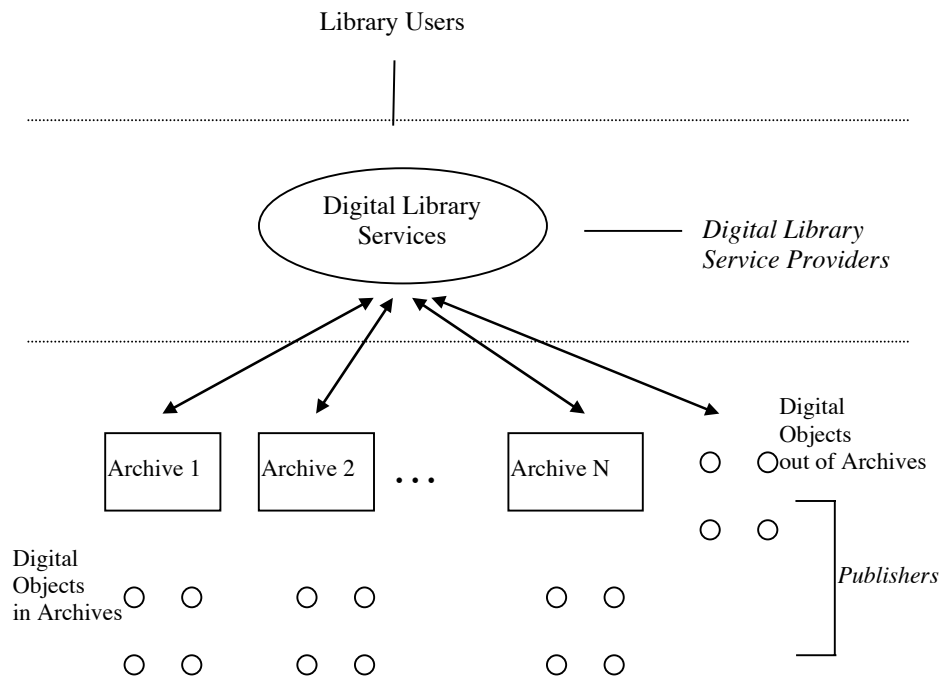 Library Users
Digital Library
Services
Digital Library
Service Providers
Digital
Objects
out of Archives
Archive 1
Archive 2
...
Archive N
Digital
Objects
in Archives
Publishers